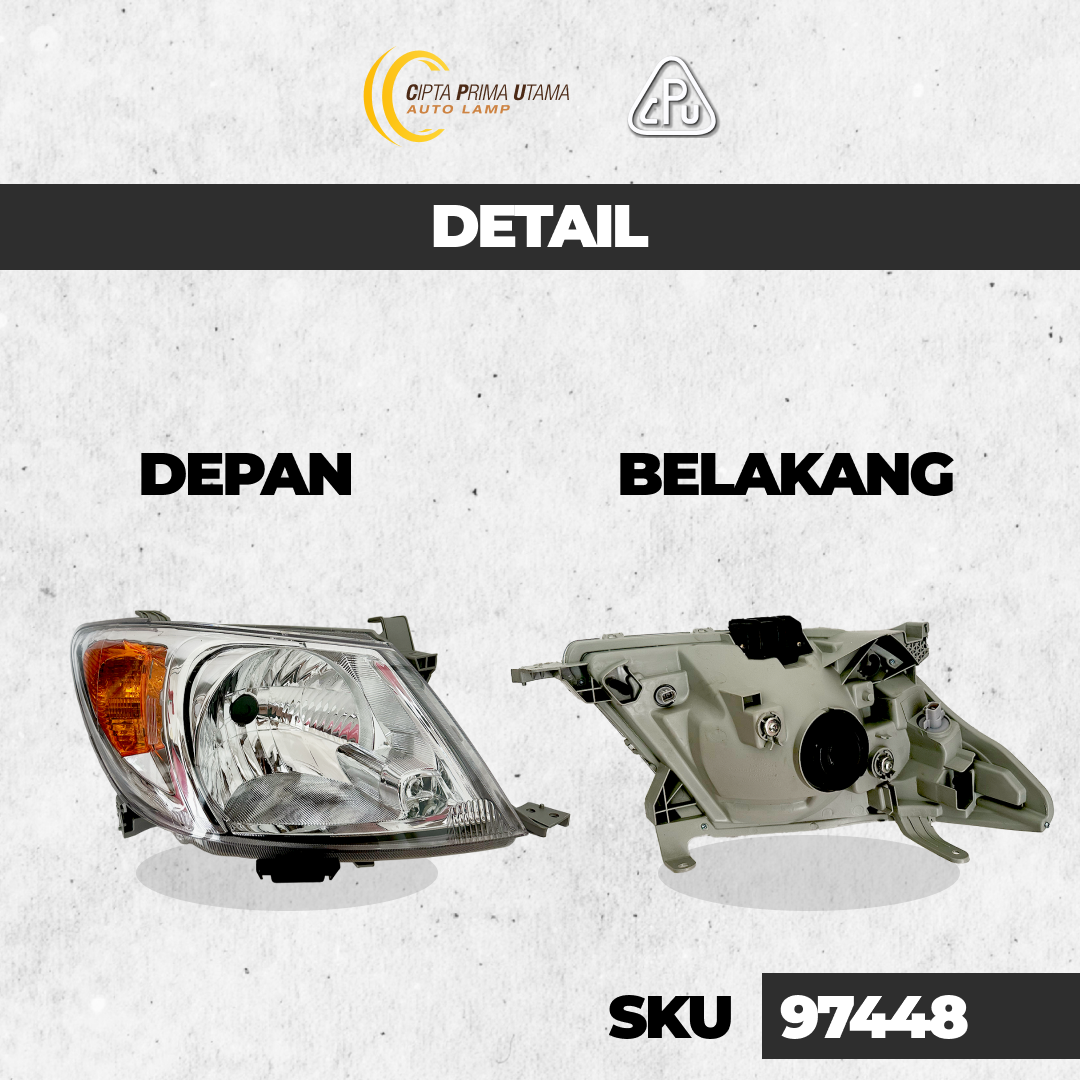 CIPTA PRIMA UTAMA
AUTO LAMP
CPU
DETAIL
DEPAN
BELAKANG
SKU 97448